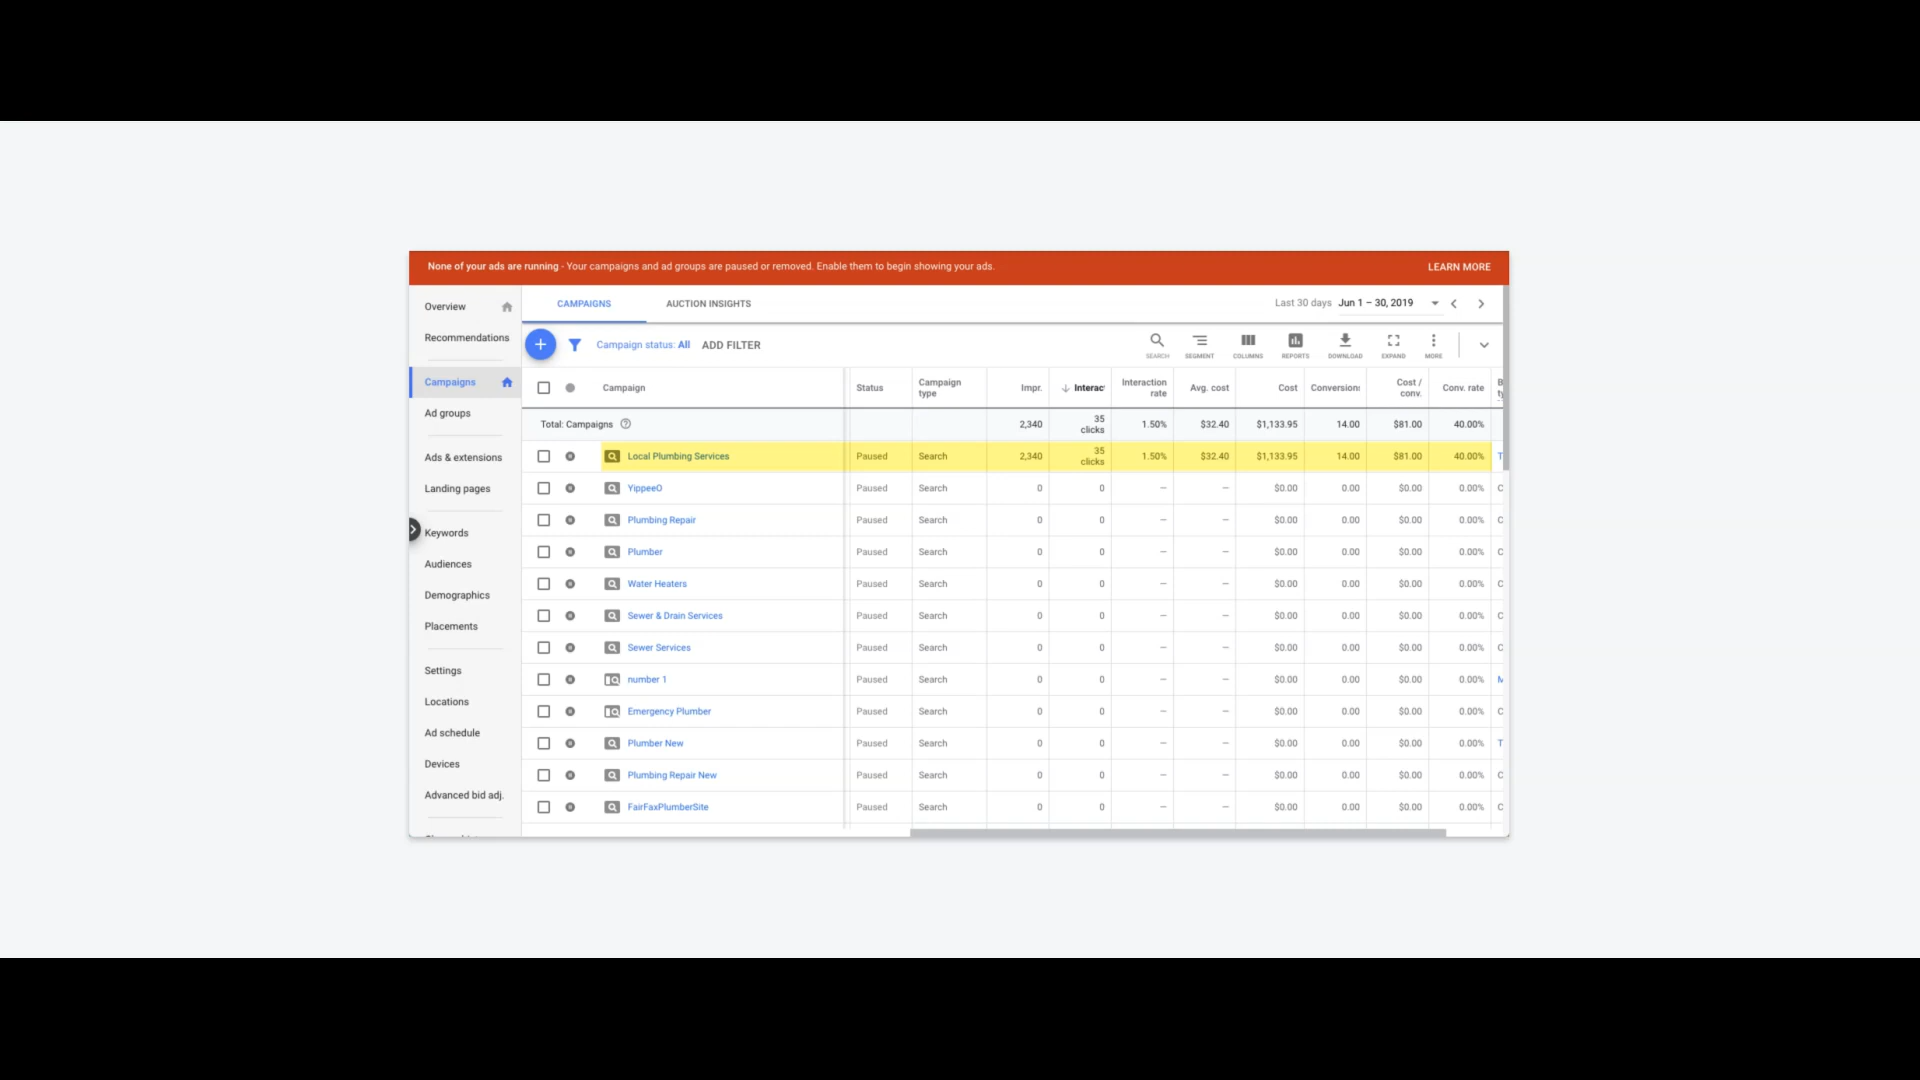 None of your ads are running - Your campaigns and ad groups are paused or removed. Enable them to begin showing your ads. LEARN MORE
Overview
Recommendations
Campaigns
Ad groups
Ads & extensions
Landing pages
Keywords
Audiences
Demographics
Placements
Settings
Locations
Ad schedule
Devices
Advanced bid adj.
CAMPAIGNS AUCTION INSIGHTS Last 30 days Jun 1 – 30, 2019
Campaign status: All ADD FILTER
SEARCH SEGMENT COLUMNS REPORTS DOWNLOAD EXPAND MORE
Campaign Status Campaign type Impr. Interac Interaction rate Avg. cost Cost Conversions Cost / conv. Conv. rate
Total: Campaigns 2,340 35 clicks 1.50% $32.40 $1,133.95 14.00 $81.00 40.00%
Local Plumbing Services Paused Search 2,340 35 clicks 1.50% $32.40 $1,133.95 14.00 $81.00 40.00% T
YippeeO Paused Search 0 0 – – $0.00 0.00 $0.00 0.00% C
Plumbing Repair Paused Search 0 0 – – $0.00 0.00 $0.00 0.00% C
Plumber Paused Search 0 0 – – $0.00 0.00 $0.00 0.00% C
Water Heaters Paused Search 0 0 – – $0.00 0.00 $0.00 0.00% C
Sewer & Drain Services Paused Search 0 0 – – $0.00 0.00 $0.00 0.00% C
Sewer Services Paused Search 0 0 – – $0.00 0.00 $0.00 0.00% C
number 1 Paused Search 0 0 – – $0.00 0.00 $0.00 0.00% M
Emergency Plumber Paused Search 0 0 – – $0.00 0.00 $0.00 0.00% C
Plumber New Paused Search 0 0 – – $0.00 0.00 $0.00 0.00% T
Plumbing Repair New Paused Search 0 0 – – $0.00 0.00 $0.00 0.00% C
FairFaxPlumberSite Paused Search 0 0 – – $0.00 0.00 $0.00 0.00% C